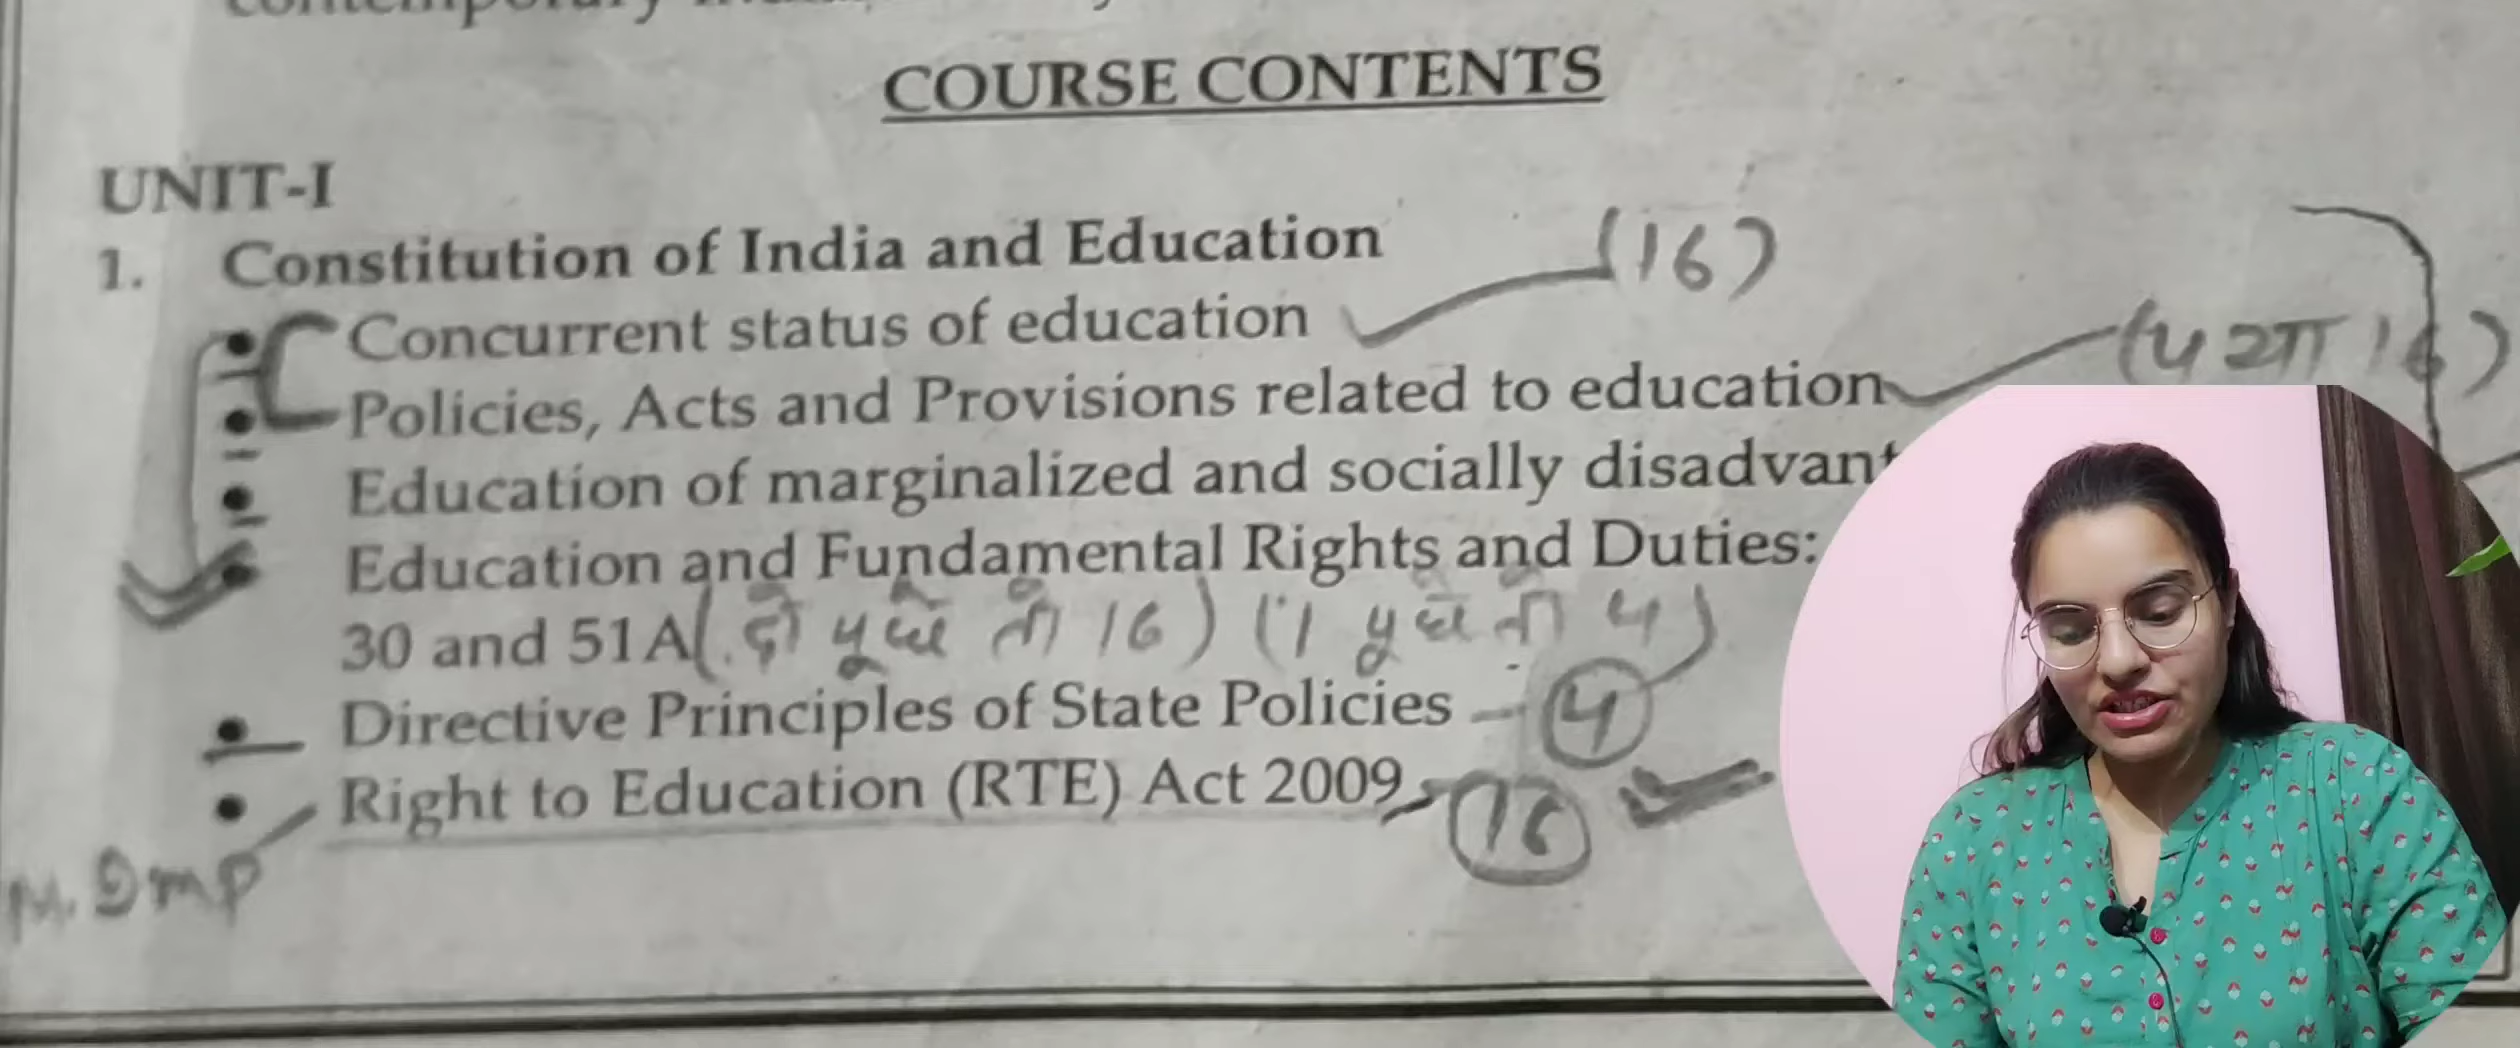 COURSE CONTENTS
UNIT-I
1. Constitution of India and Education
• Concurrent status of education (16)
• Policies, Acts and Provisions related to education (4 या 16)
• Education of marginalized and socially
• Education and Fundamental Rights and Duties:
30 and 51A (दो पूछे तो 16) (1 पूछे तो 4)
• Directive Principles of State Policies - 4
• Right to Education (RTE) Act 2009, 16
M. Imp